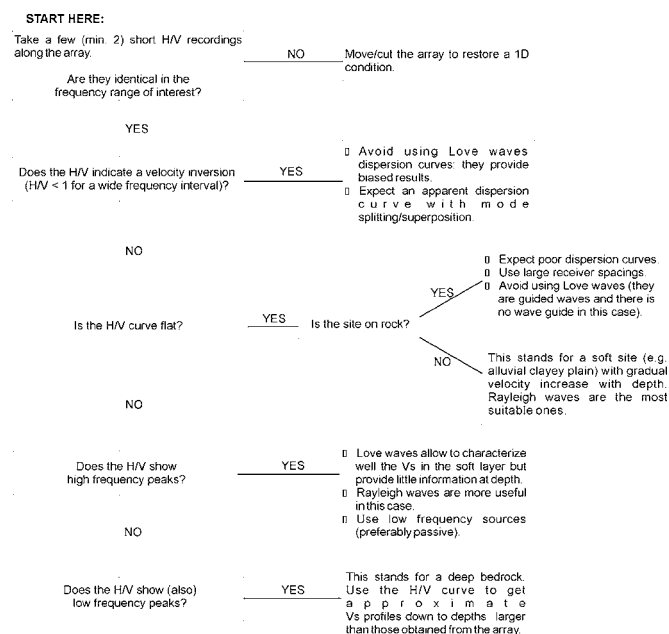 START HERE:
Take a few (min. 2) short H/V recordings
along the array.
NO
Move/cut the array to restore a 1D
condition.
Are they identical in the
frequency range of interest?
YES
Does the H/V indicate a velocity inversion
(H/V < 1 for a wide frequency interval)?
YES
Avoid using Love waves
dispersion curves: they provide
biased results.
Expect an apparent dispersion
curve with mode
splitting/superposition.
NO
Is the H/V curve flat?
YES
Is the site on rock?
YES
Expect poor dispersion curves.
Use large receiver spacings.
Avoid using Love waves (they
are guided waves and there is
no wave guide in this case).
NO
This stands for a soft site (e.g.
alluvial clayey plain) with gradual
velocity increase with depth.
Rayleigh waves are the most
suitable ones.
NO
Does the H/V show
high frequency peaks?
YES
Love waves allow to characterize
well the Vs in the soft layer but
provide little information at depth.
Rayleigh waves are more useful
in this case.
Use low frequency sources
(preferably passive).
NO
Does the H/V show (also)
low frequency peaks?
YES
This stands for a deep bedrock.
Use the H/V curve to get
approximate
Vs profiles down to depths larger
than those obtained from the array.